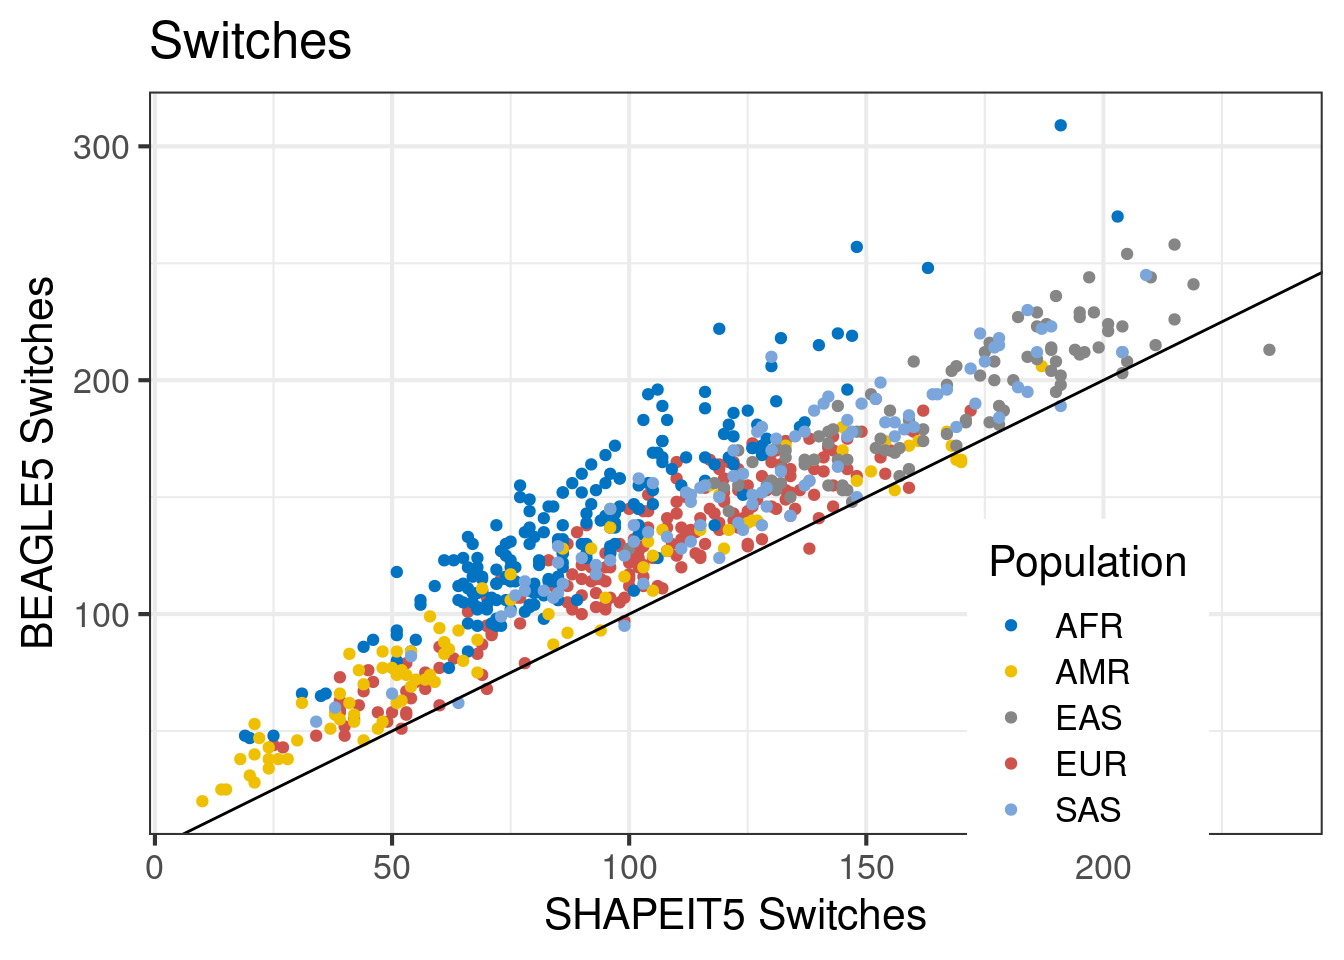 Switches
BEAGLE5 Switches
300
200
100
0
50
100
150
200
SHAPEIT5 Switches
Population
AFR
AMR
EAS
EUR
SAS